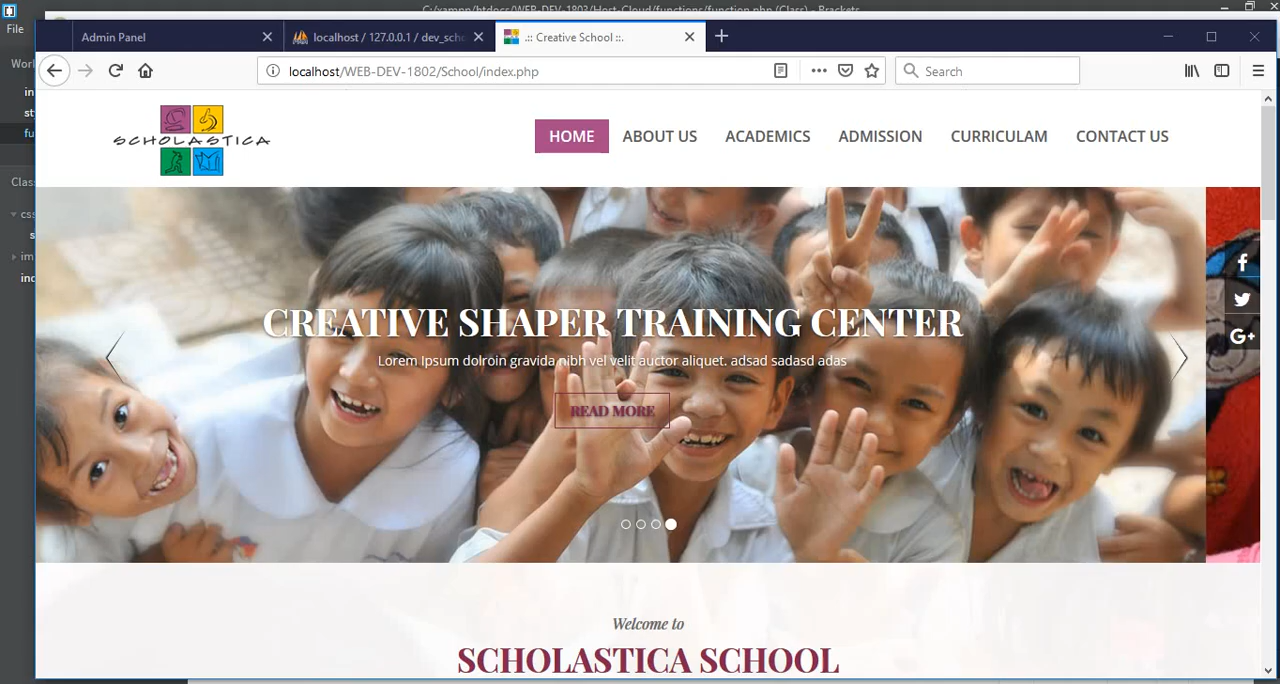 C:/xampp/htdocs/WEB-DEV-1803/Host-Cloud/functions/function.php (Class) - Brackets
File
Admin Panel
localhost / 127.0.0.1 / dev_sch
.:: Creative School ::.
localhost/WEB-DEV-1802/School/index.php
Search
SCHOLASTICA
HOME
ABOUT US
ACADEMICS
ADMISSION
CURRICULAM
CONTACT US
CREATIVE SHAPER TRAINING CENTER
Lorem Ipsum dolroin gravida nibh vel velit auctor aliquet. adsad sadasd adas
READ MORE
Welcome to
SCHOLASTICA SCHOOL